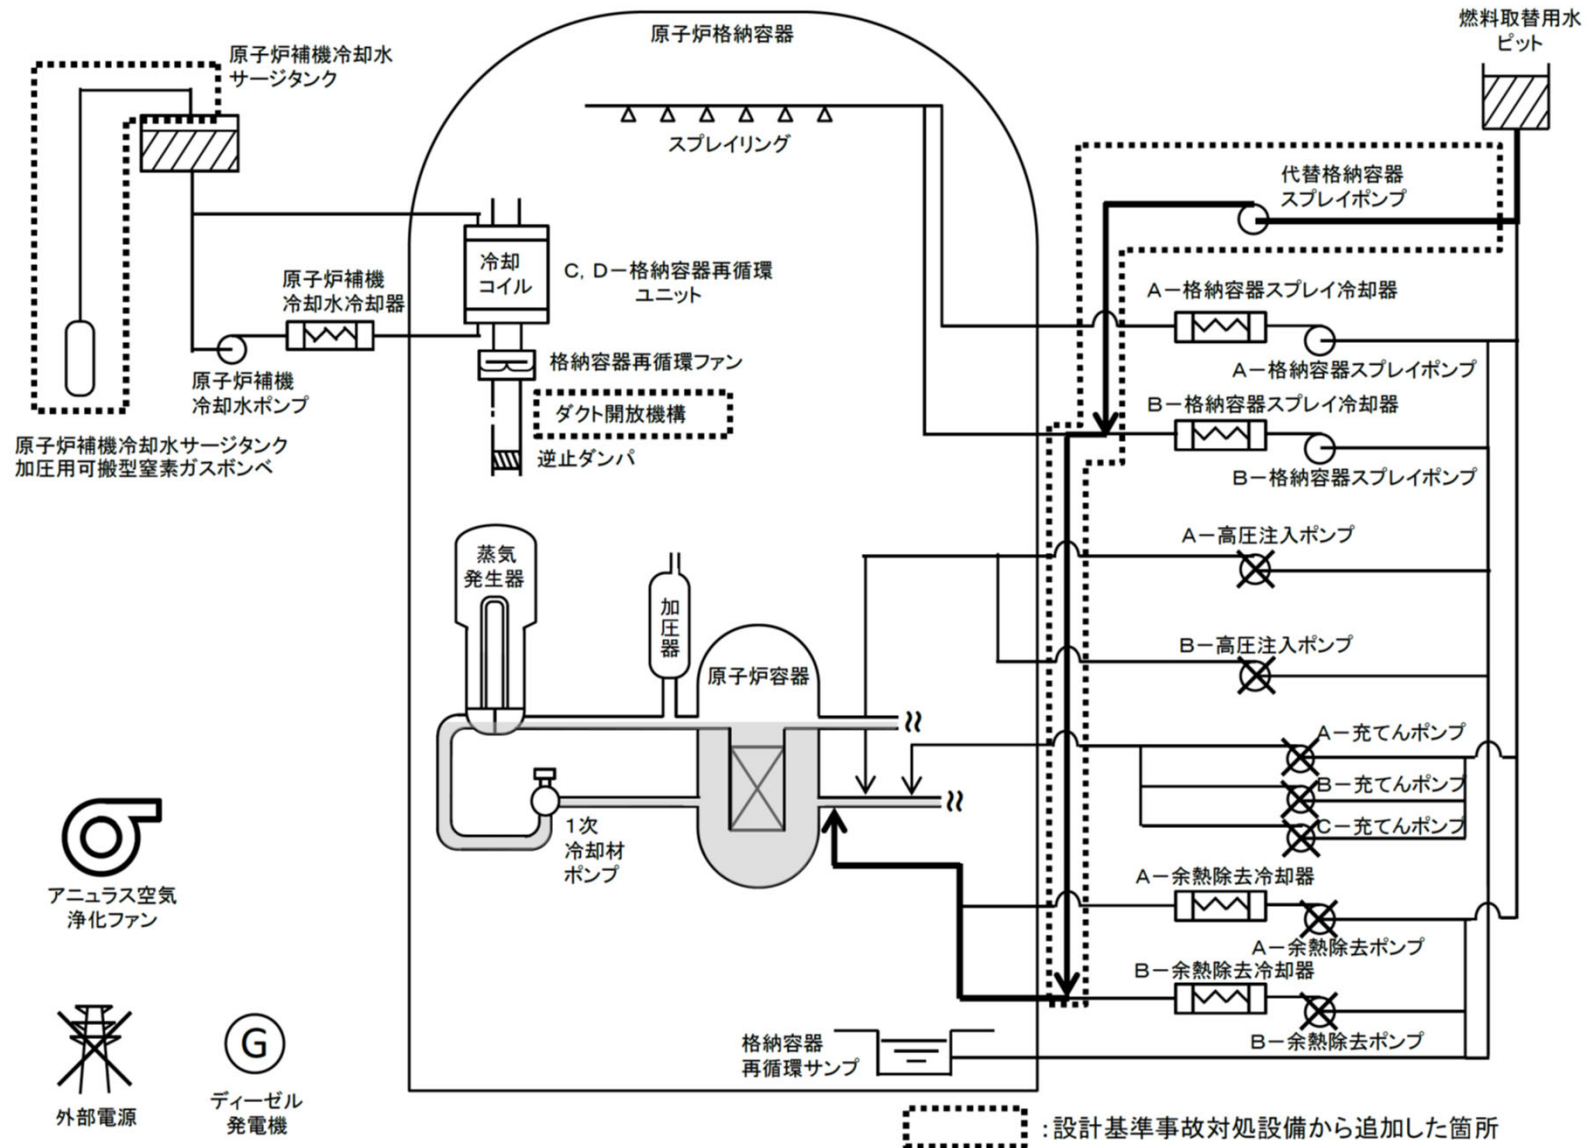 燃料取替用水
ピット
原子炉格納容器
原子炉補機冷却水
サージタンク
スプレイリング
代替格納容器
スプレイポンプ
冷却
コイル
C, D－格納容器再循環
ユニット
原子炉補機
冷却水冷却器
A－格納容器スプレイ冷却器
格納容器再循環ファン
A－格納容器スプレイポンプ
原子炉補機
冷却水ポンプ
ダクト開放機構
B－格納容器スプレイ冷却器
原子炉補機冷却水サージタンク
加圧用可搬型窒素ガスボンベ
逆止ダンパ
B－格納容器スプレイポンプ
A－高圧注入ポンプ
蒸気
発生器
加
圧
器
B－高圧注入ポンプ
原子炉容器
A－充てんポンプ
B－充てんポンプ
C－充てんポンプ
1次
冷却材
ポンプ
A－余熱除去冷却器
アニュラス空気
浄化ファン
A－余熱除去ポンプ
B－余熱除去冷却器
G
格納容器
再循環サンプ
B－余熱除去ポンプ
外部電源
ディーゼル
発電機
：設計基準事故対処設備から追加した箇所